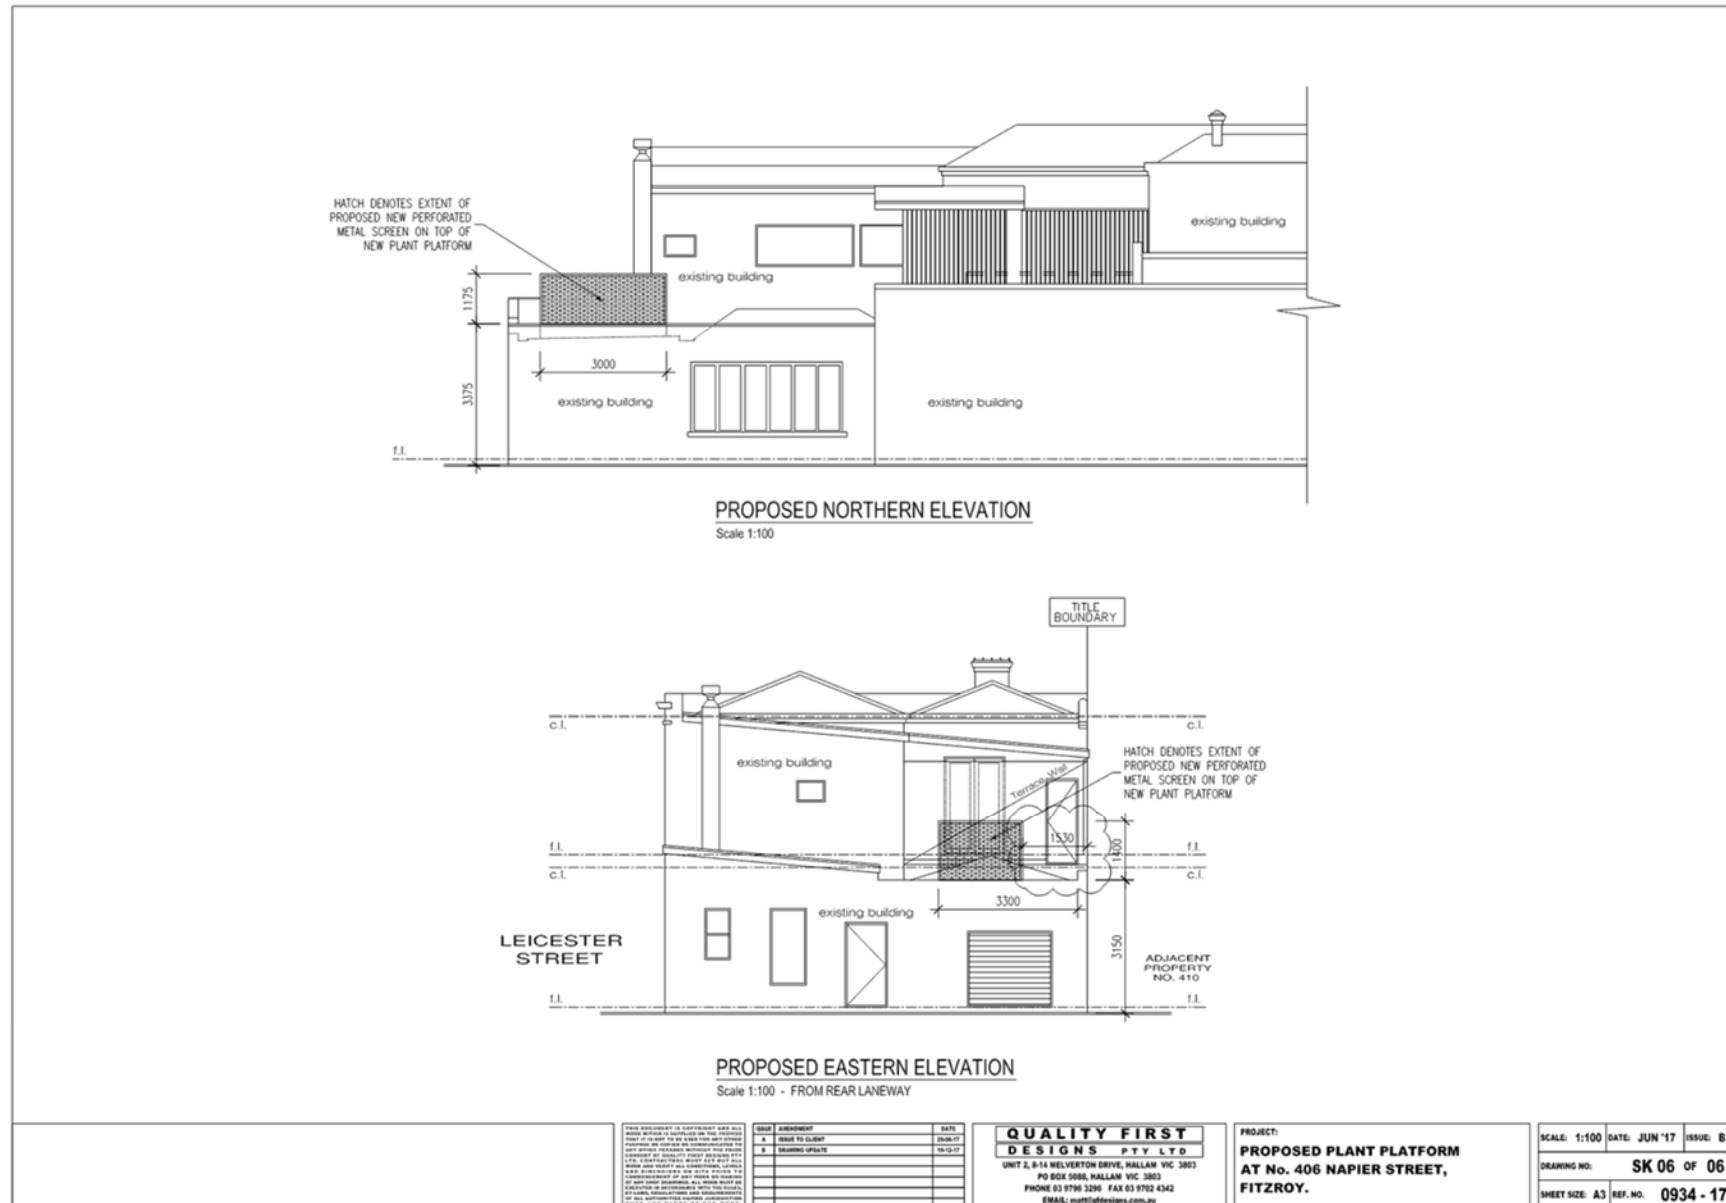 HATCH DENOTES EXTENT OF
PROPOSED NEW PERFORATED
METAL SCREEN ON TOP OF
NEW PLANT PLATFORM
existing building
existing building
1175
3000
3375
existing building
existing building
f.l.
PROPOSED NORTHERN ELEVATION
Scale 1:100
TITLE
BOUNDARY
c.l.
c.l.
existing building
Terrace Wall
HATCH DENOTES EXTENT OF
PROPOSED NEW PERFORATED
METAL SCREEN ON TOP OF
NEW PLANT PLATFORM
1530
1400
f.l.
f.l.
c.l.
c.l.
3300
existing building
LEICESTER
STREET
3150
ADJACENT
PROPERTY
NO. 410
f.l.
f.l.
PROPOSED EASTERN ELEVATION
Scale 1:100 - FROM REAR LANEWAY
ISSUE AMENDMENT DATE
A ISSUE TO CLIENT
B DRAWING UPDATE
QUALITY FIRST
DESIGNS PTY LTD
UNIT 2, 8-14 MELVERTON DRIVE, HALLAM VIC 3803
PO BOX 5088, HALLAM VIC 3803
PHONE 03 9796 3296 FAX 03 9702 4342
PROJECT:
PROPOSED PLANT PLATFORM
AT No. 406 NAPIER STREET,
FITZROY.
SCALE: 1:100 DATE: JUN '17 ISSUE: B
DRAWING NO: SK 06 OF 06
SHEET SIZE: A3 REF. NO. 0934 - 17